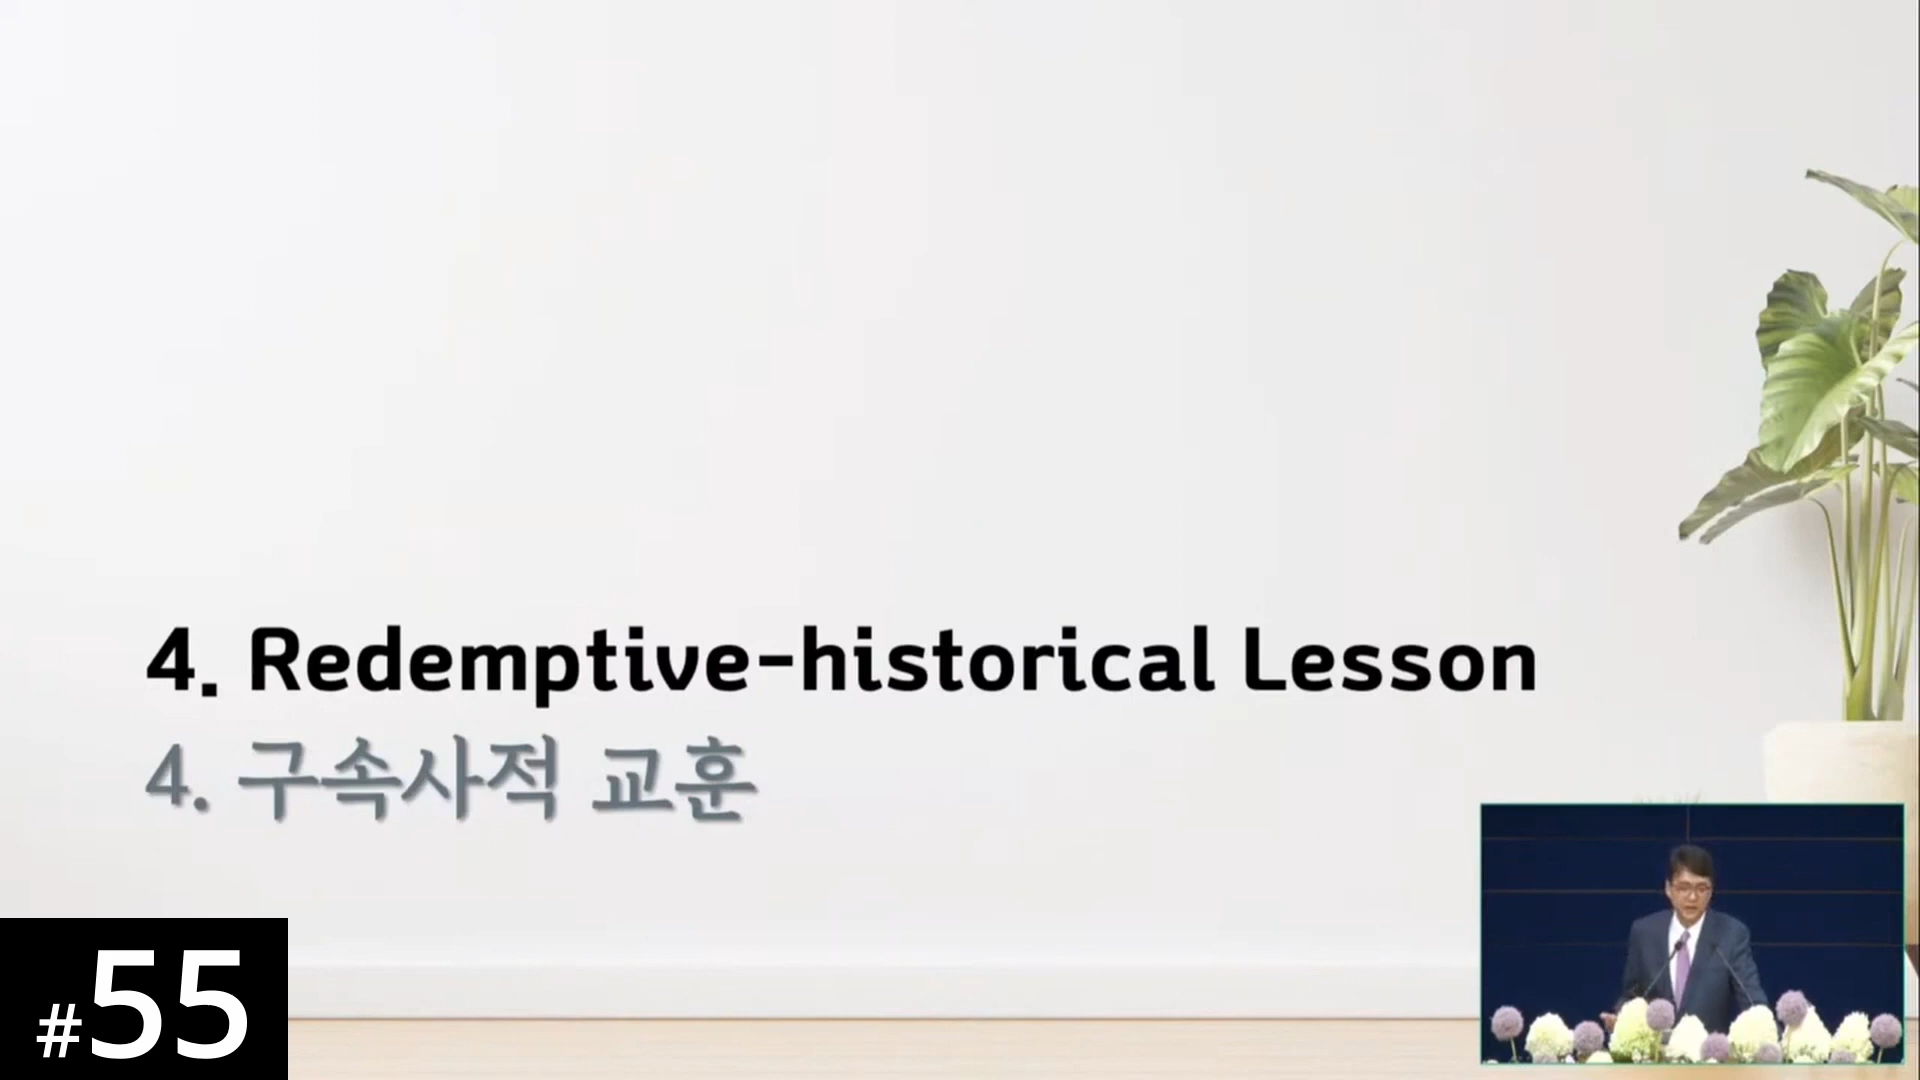 4. Redemptive-historical Lesson
4. 구속사적 교훈
#55